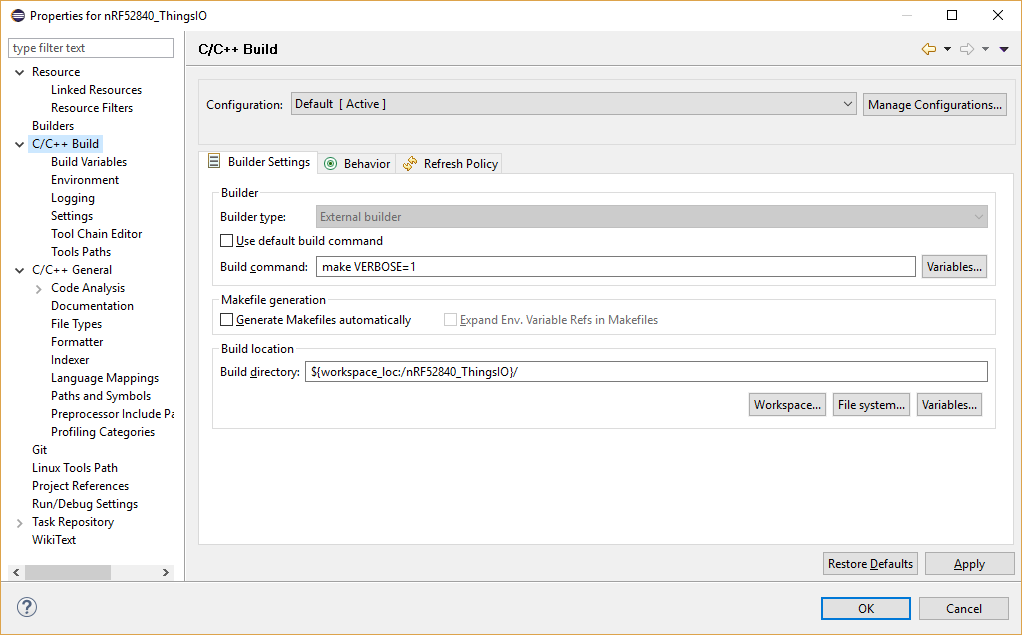 Properties for nRF52840_ThingsIO
type filter text
Resource
Linked Resources
Resource Filters
Builders
C/C++ Build
Build Variables
Environment
Logging
Settings
Tool Chain Editor
Tools Paths
C/C++ General
Code Analysis
Documentation
File Types
Formatter
Indexer
Language Mappings
Paths and Symbols
Preprocessor Include Pa
Profiling Categories
Git
Linux Tools Path
Project References
Run/Debug Settings
Task Repository
WikiText
C/C++ Build
Configuration: Default [ Active ] Manage Configurations...
Builder Settings Behavior Refresh Policy
Builder
Builder type: External builder
Use default build command
Build command: make VERBOSE=1 Variables...
Makefile generation
Generate Makefiles automatically Expand Env. Variable Refs in Makefiles
Build location
Build directory: ${workspace_loc:/nRF52840_ThingsIO}/
Workspace... File system... Variables...
Restore Defaults Apply
? OK Cancel